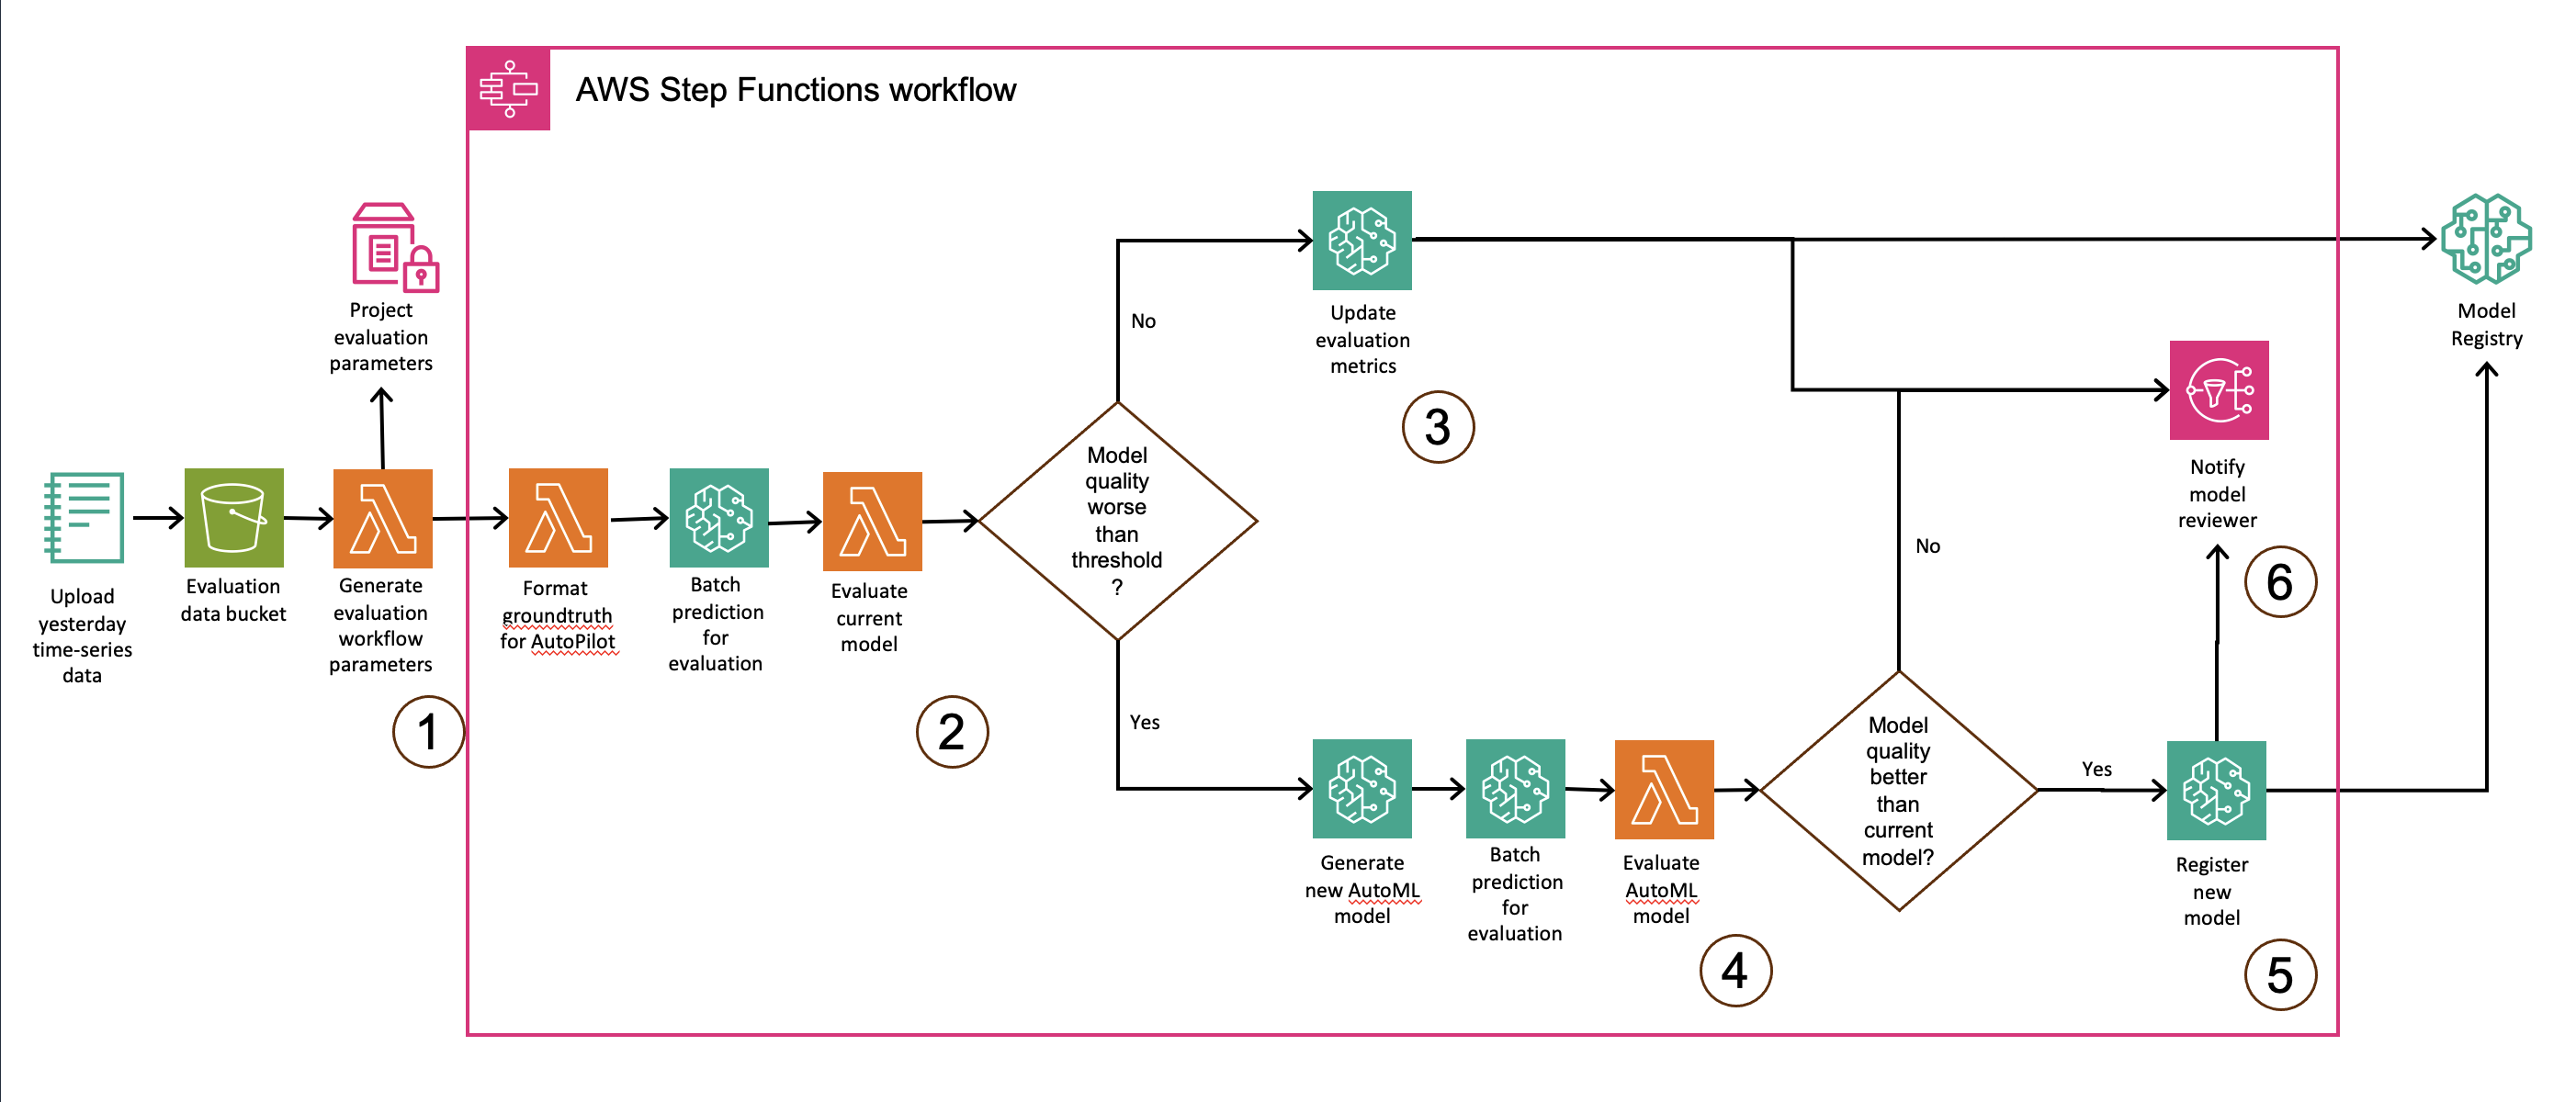 AWS Step Functions workflow
Project
evaluation
parameters
Upload
yesterday
time-series
data
Evaluation
data bucket
Generate
evaluation
workflow
parameters
1
Format
groundtruth
for AutoPilot
Batch
prediction
for
evaluation
Evaluate
current
model
2
Model
quality
worse
than
threshold
?
No
Yes
Update
evaluation
metrics
3
Generate
new AutoML
model
Batch
prediction
for
evaluation
Evaluate
AutoML
model
4
Model
quality
better
than
current
model?
No
Yes
Register
new
model
5
Notify
model
reviewer
6
Model
Registry